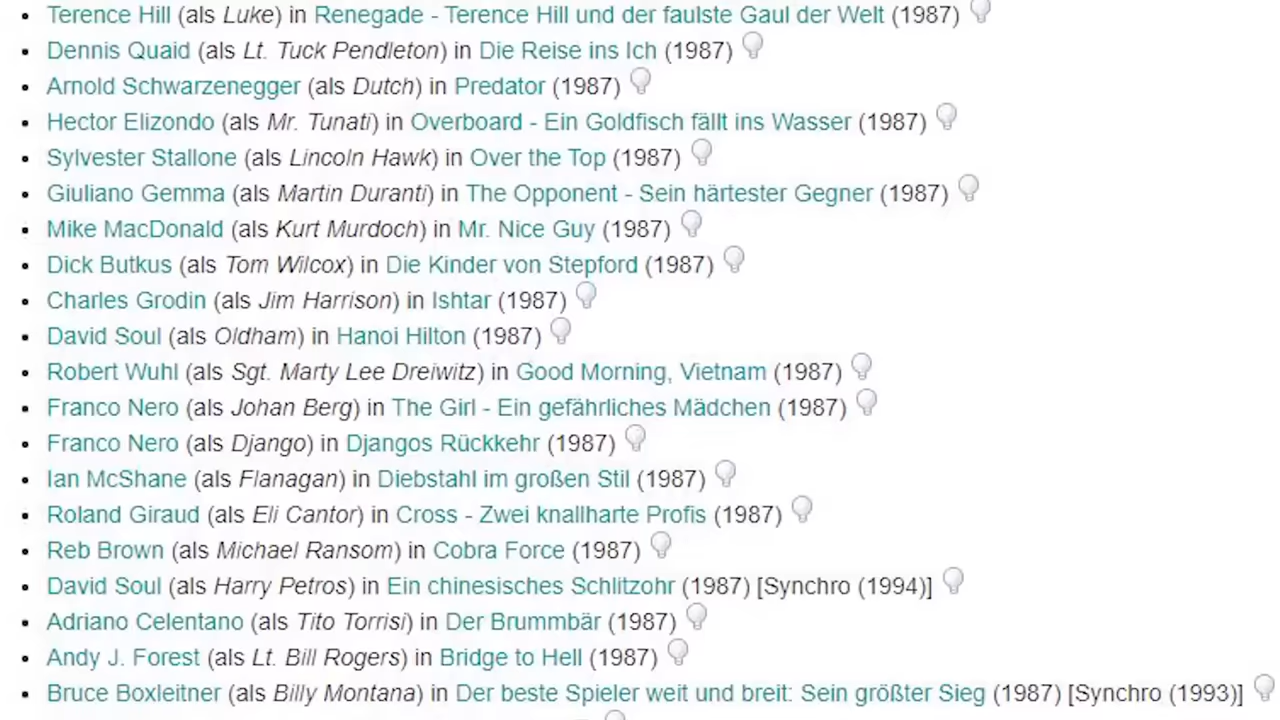 • Terence Hill (als Luke) in Renegade - Terence Hill und der faulste Gaul der Welt (1987)
• Dennis Quaid (als Lt. Tuck Pendleton) in Die Reise ins Ich (1987)
• Arnold Schwarzenegger (als Dutch) in Predator (1987)
• Hector Elizondo (als Mr. Tunati) in Overboard - Ein Goldfisch fällt ins Wasser (1987)
• Sylvester Stallone (als Lincoln Hawk) in Over the Top (1987)
• Giuliano Gemma (als Martin Duranti) in The Opponent - Sein härtester Gegner (1987)
• Mike MacDonald (als Kurt Murdoch) in Mr. Nice Guy (1987)
• Dick Butkus (als Tom Wilcox) in Die Kinder von Stepford (1987)
• Charles Grodin (als Jim Harrison) in Ishtar (1987)
• David Soul (als Oldham) in Hanoi Hilton (1987)
• Robert Wuhl (als Sgt. Marty Lee Dreiwitz) in Good Morning, Vietnam (1987)
• Franco Nero (als Johan Berg) in The Girl - Ein gefährliches Mädchen (1987)
• Franco Nero (als Django) in Djangos Rückkehr (1987)
• Ian McShane (als Flanagan) in Diebstahl im großen Stil (1987)
• Roland Giraud (als Eli Cantor) in Cross - Zwei knallharte Profis (1987)
• Reb Brown (als Michael Ransom) in Cobra Force (1987)
• David Soul (als Harry Petros) in Ein chinesisches Schlitzohr (1987) [Synchro (1994)]
• Adriano Celentano (als Tito Torrisi) in Der Brummbär (1987)
• Andy J. Forest (als Lt. Bill Rogers) in Bridge to Hell (1987)
• Bruce Boxleitner (als Billy Montana) in Der beste Spieler weit und breit: Sein größter Sieg (1987) [Synchro (1993)]